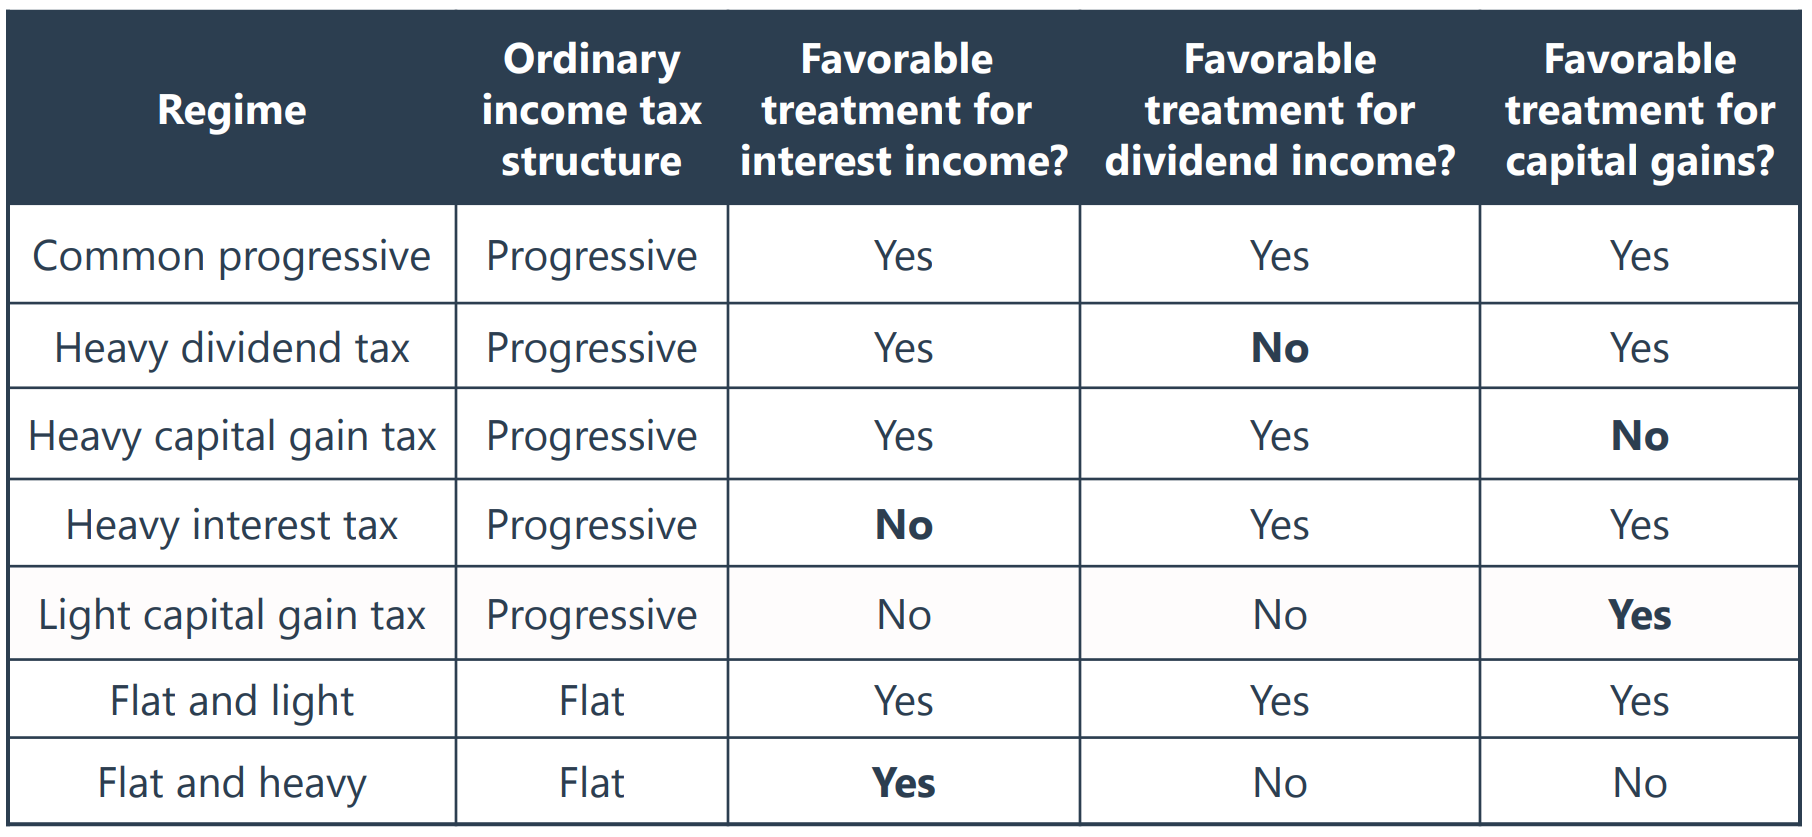 Regime
Ordinary
income tax
structure
Favorable
treatment for
interest income?
Favorable
treatment for
dividend income?
Favorable
treatment for
capital gains?
Common progressive Progressive Yes Yes Yes
Heavy dividend tax Progressive Yes No Yes
Heavy capital gain tax Progressive Yes Yes No
Heavy interest tax Progressive No Yes Yes
Light capital gain tax Progressive No No Yes
Flat and light Flat Yes Yes Yes
Flat and heavy Flat Yes No No